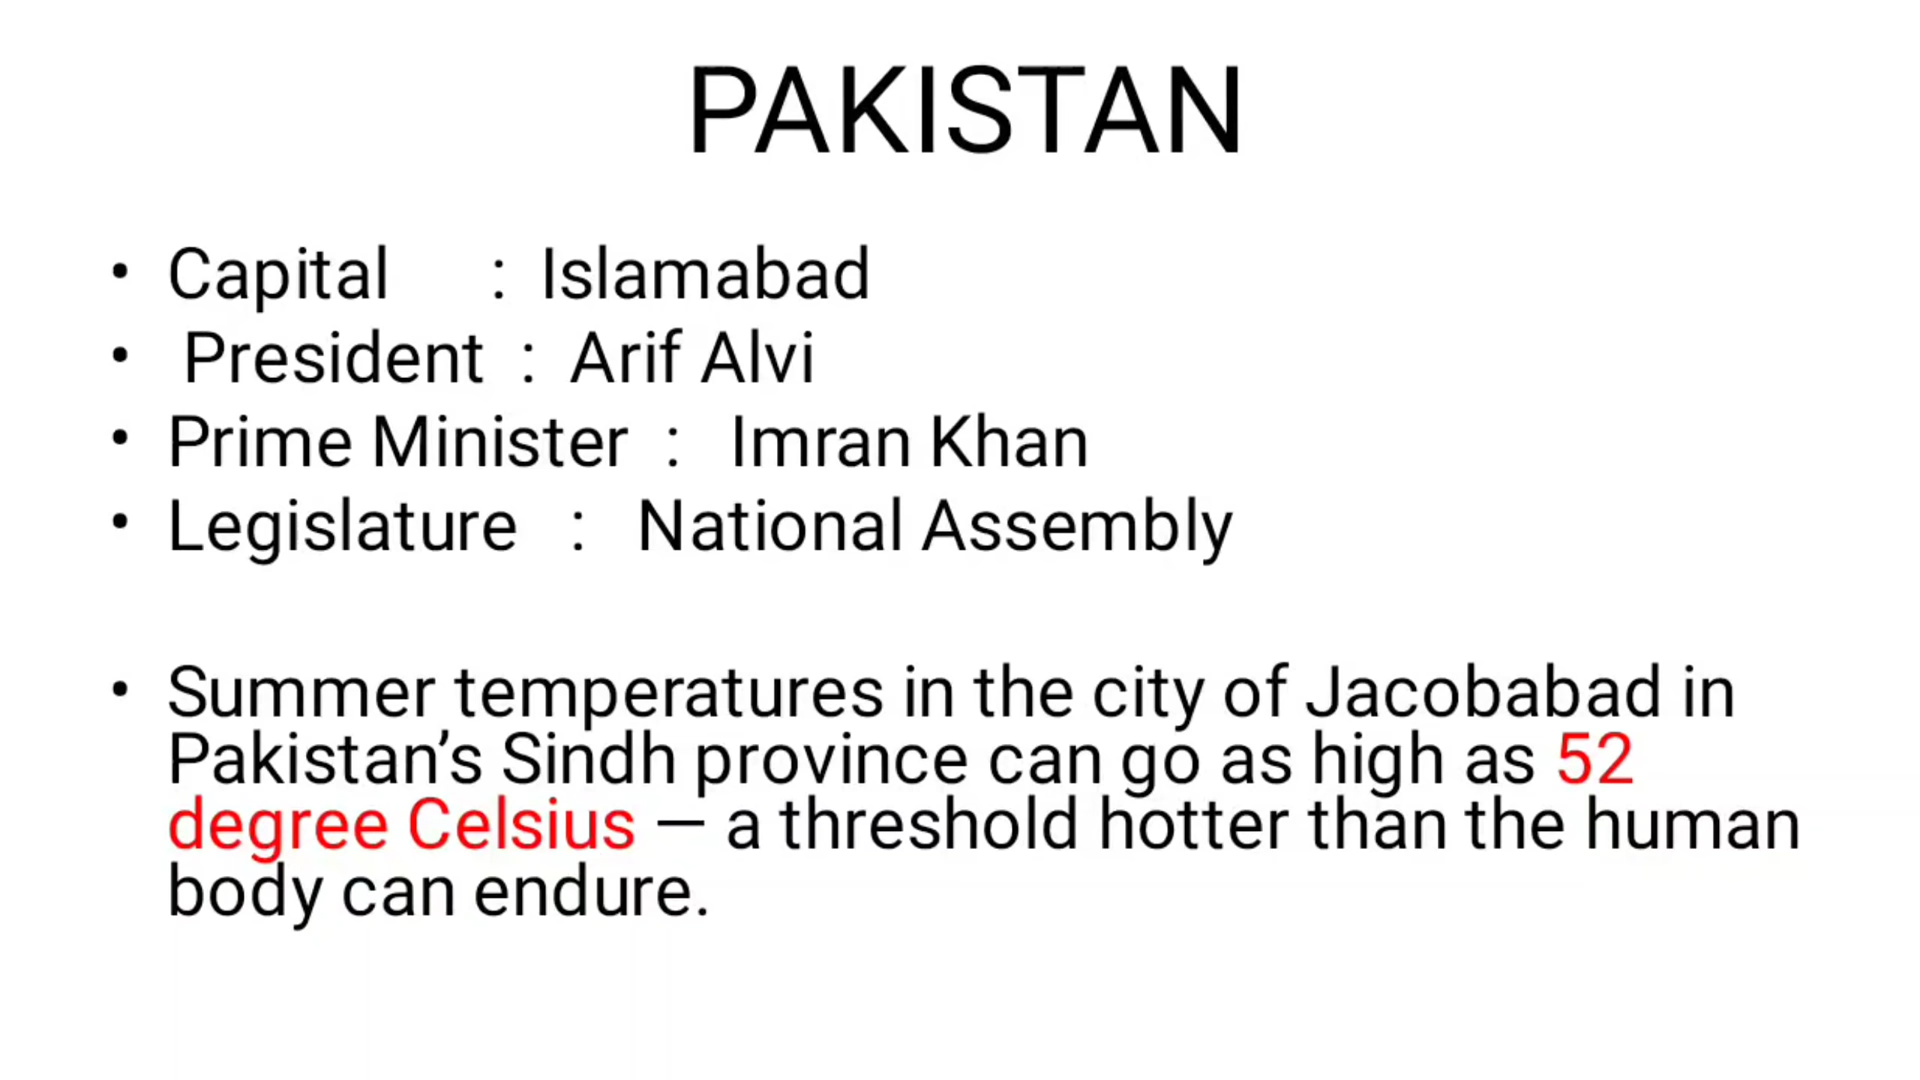 PAKISTAN
• Capital : Islamabad
• President : Arif Alvi
• Prime Minister : Imran Khan
• Legislature : National Assembly
• Summer temperatures in the city of Jacobabad in
Pakistan’s Sindh province can go as high as 52
degree Celsius — a threshold hotter than the human
body can endure.